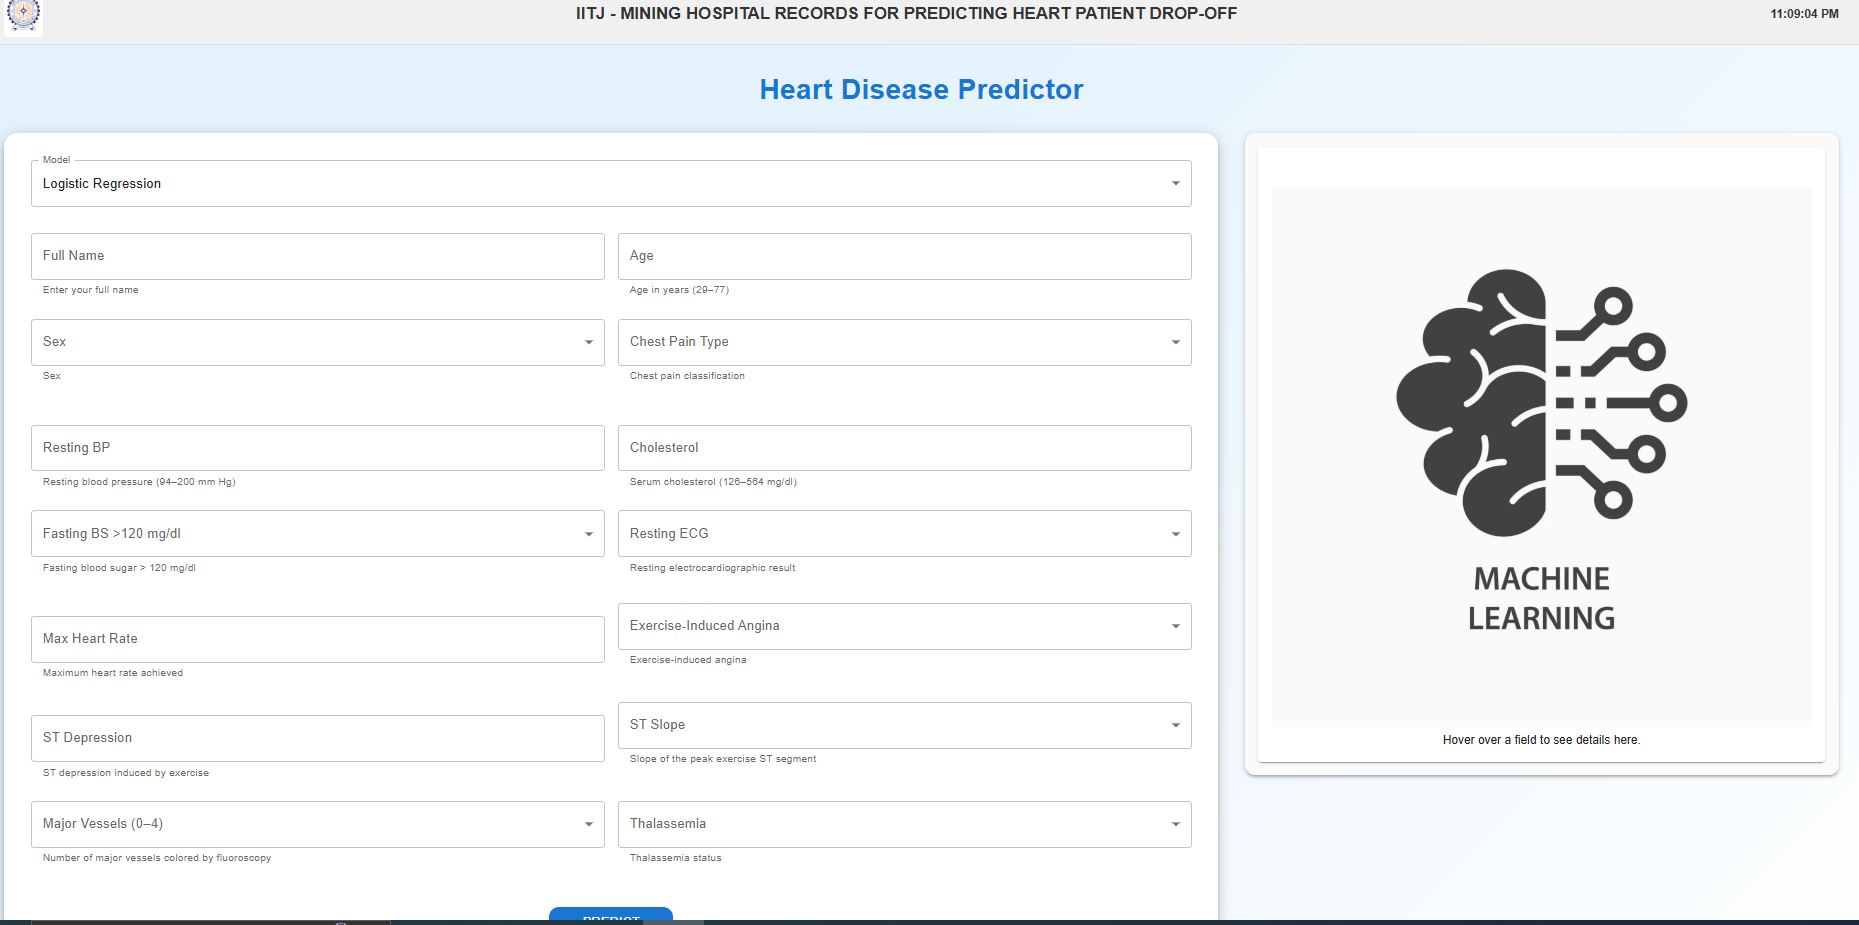 IITJ - MINING HOSPITAL RECORDS FOR PREDICTING HEART PATIENT DROP-OFF
11:09:04 PM
Heart Disease Predictor
Model
Logistic Regression
Full Name
Enter your full name
Age
Age in years (29–77)
Sex
Sex
Chest Pain Type
Chest pain classification
Resting BP
Resting blood pressure (94–200 mm Hg)
Cholesterol
Serum cholesterol (126–564 mg/dl)
Fasting BS >120 mg/dl
Fasting blood sugar > 120 mg/dl
Resting ECG
Resting electrocardiographic result
Max Heart Rate
Maximum heart rate achieved
Exercise-Induced Angina
Exercise-induced angina
ST Depression
ST depression induced by exercise
ST Slope
Slope of the peak exercise ST segment
Major Vessels (0–4)
Number of major vessels colored by fluoroscopy
Thalassemia
Thalassemia status
PREDICT
MACHINE
LEARNING
Hover over a field to see details here.